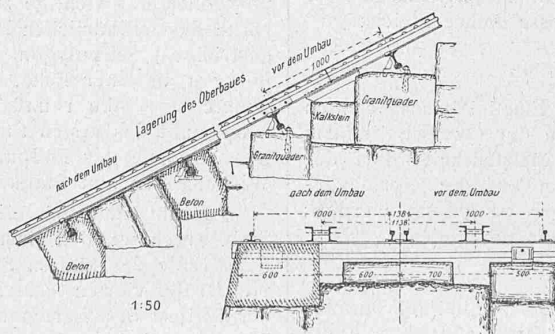 vor dem Umbau
1000
Lagerung des Oberbaues
nach dem Umbau
Granitquader
Kalkstein
Granitquader
Beton
Beton
nach dem Umbau
vor dem Umbau
1000
138
1000
1138
600
600
700
500
1:50